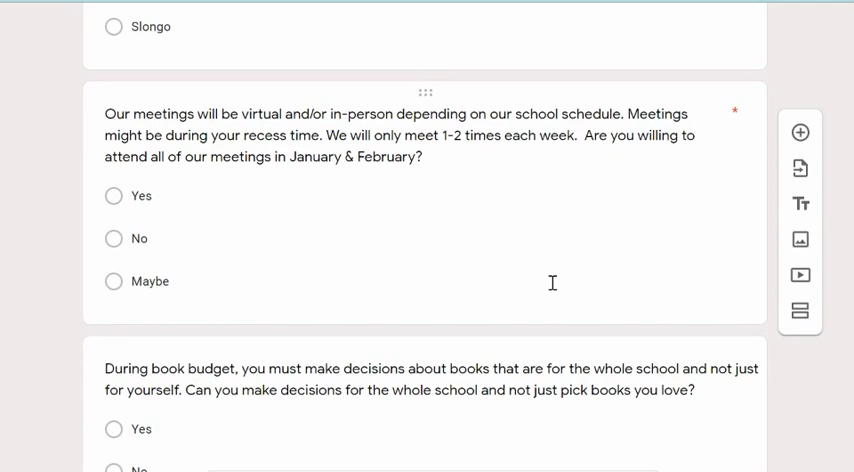 Slongo
Our meetings will be virtual and/or in-person depending on our school schedule. Meetings *
might be during your recess time. We will only meet 1-2 times each week.  Are you willing to
attend all of our meetings in January & February?
Yes
No
Maybe
During book budget, you must make decisions about books that are for the whole school and not just
for yourself. Can you make decisions for the whole school and not just pick books you love?
Yes
No